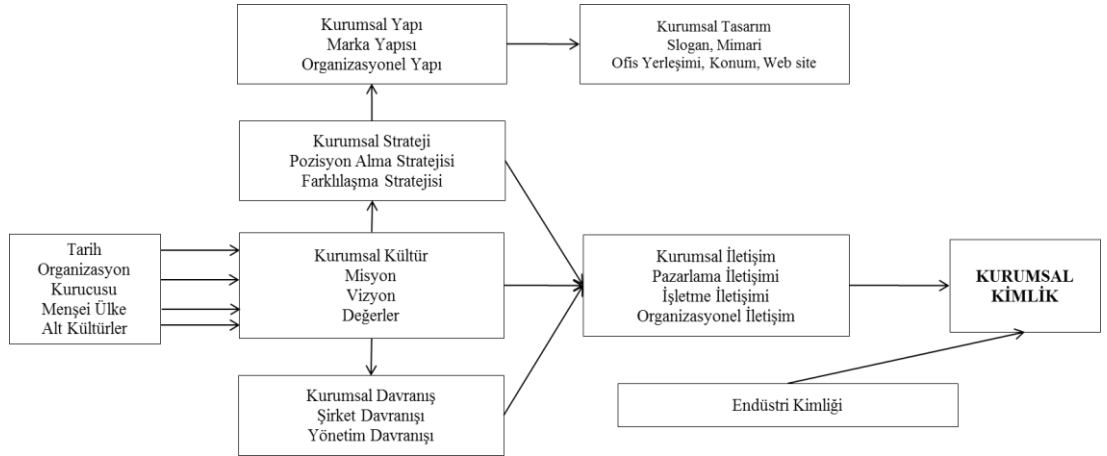 Kurumsal Yapı
Marka Yapısı
Organizasyonel Yapı
Kurumsal Tasarım
Slogan, Mimari
Ofis Yerleşimi, Konum, Web site
Kurumsal Strateji
Pozisyon Alma Stratejisi
Farklılaşma Stratejisi
Tarih
Organizasyon
Kurucusu
Menşei Ülke
Alt Kültürler
Kurumsal Kültür
Misyon
Vizyon
Değerler
Kurumsal İletişim
Pazarlama İletişimi
İşletme İletişimi
Organizasyonel İletişim
KURUMSAL
KİMLİK
Kurumsal Davranış
Şirket Davranışı
Yönetim Davranışı
Endüstri Kimliği